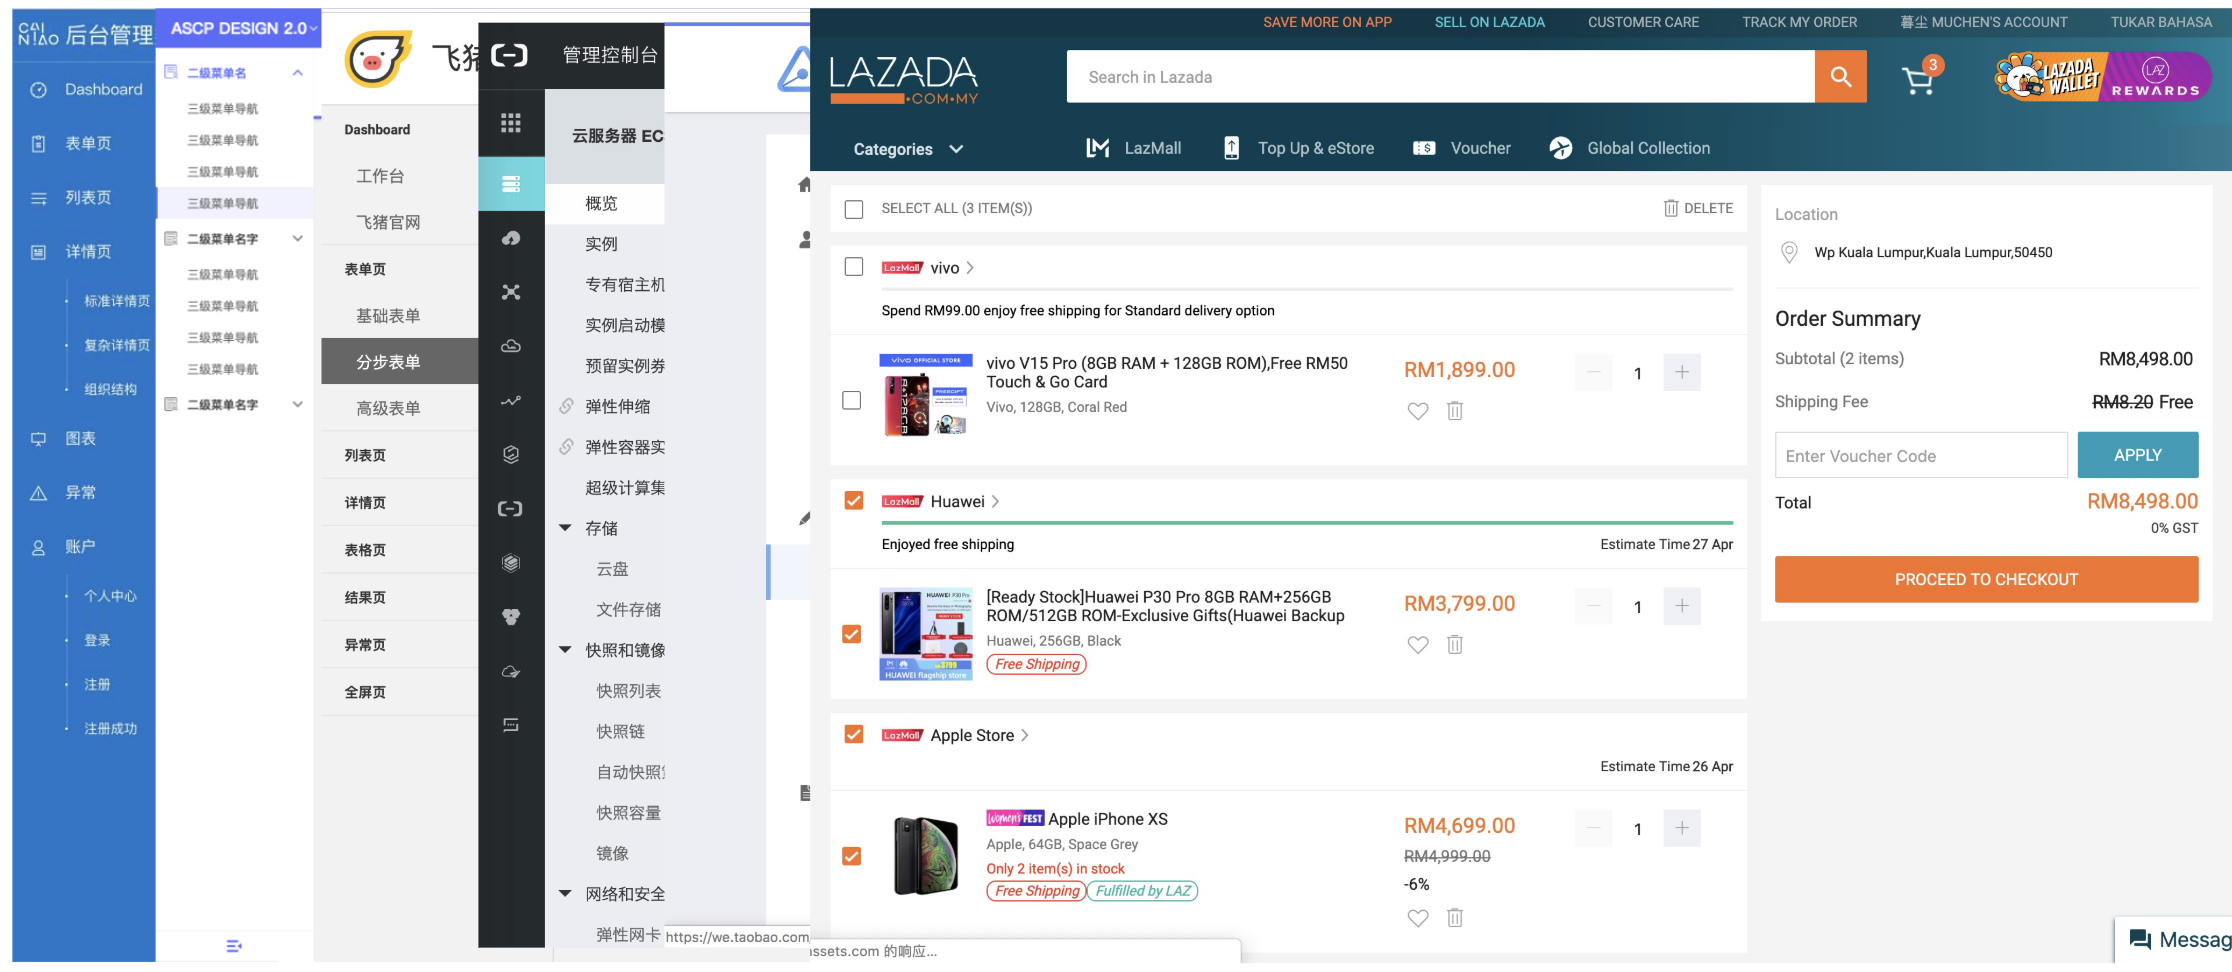 CAI
NIAO 后台管理
Dashboard
表单页
列表页
详情页
标准详情页
复杂详情页
组织结构
图表
异常
账户
个人中心
登录
注册
注册成功
ASCP DESIGN 2.0
二级菜单名
三级菜单导航
三级菜单导航
三级菜单导航
三级菜单导航
二级菜单名字
三级菜单导航
三级菜单导航
三级菜单导航
三级菜单导航
二级菜单名字
飞猪
Dashboard
工作台
飞猪官网
表单页
基础表单
分步表单
高级表单
列表页
详情页
表格页
结果页
异常页
全屏页
管理控制台
云服务器 EC
概览
实例
专有宿主机
实例启动模
预留实例券
弹性伸缩
弹性容器实
超级计算集
存储
云盘
文件存储
快照和镜像
快照列表
快照链
自动快照
快照容量
镜像
网络和安全
弹性网卡
https://we.taobao.com
assets.com 的响应...
SAVE MORE ON APP
SELL ON LAZADA
CUSTOMER CARE
TRACK MY ORDER
暮尘 MUCHEN'S ACCOUNT
TUKAR BAHASA
LAZADA
.COM.MY
Search in Lazada
3
LAZADA
WALLET
LAZ
REWARDS
Categories
LazMall
Top Up & eStore
Voucher
Global Collection
SELECT ALL (3 ITEM(S))
DELETE
LazMall vivo
Spend RM99.00 enjoy free shipping for Standard delivery option
vivo OFFICIAL STORE
vivo V15 Pro (8GB RAM + 128GB ROM),Free RM50
Touch & Go Card
Vivo, 128GB, Coral Red
RM1,899.00
1
LazMall Huawei
Enjoyed free shipping
Estimate Time 27 Apr
HUAWEI P30 Pro
3799
HUAWEI flagship store
[Ready Stock]Huawei P30 Pro 8GB RAM+256GB
ROM/512GB ROM-Exclusive Gifts(Huawei Backup
Huawei, 256GB, Black
Free Shipping
RM3,799.00
1
LazMall Apple Store
Estimate Time 26 Apr
Women's FEST Apple iPhone XS
Apple, 64GB, Space Grey
Only 2 item(s) in stock
Free Shipping Fulfilled by LAZ
RM4,699.00
RM4,999.00
-6%
1
Location
Wp Kuala Lumpur,Kuala Lumpur,50450
Order Summary
Subtotal (2 items)
RM8,498.00
Shipping Fee
RM8.20 Free
Enter Voucher Code
APPLY
Total
RM8,498.00
0% GST
PROCEED TO CHECKOUT
Messag